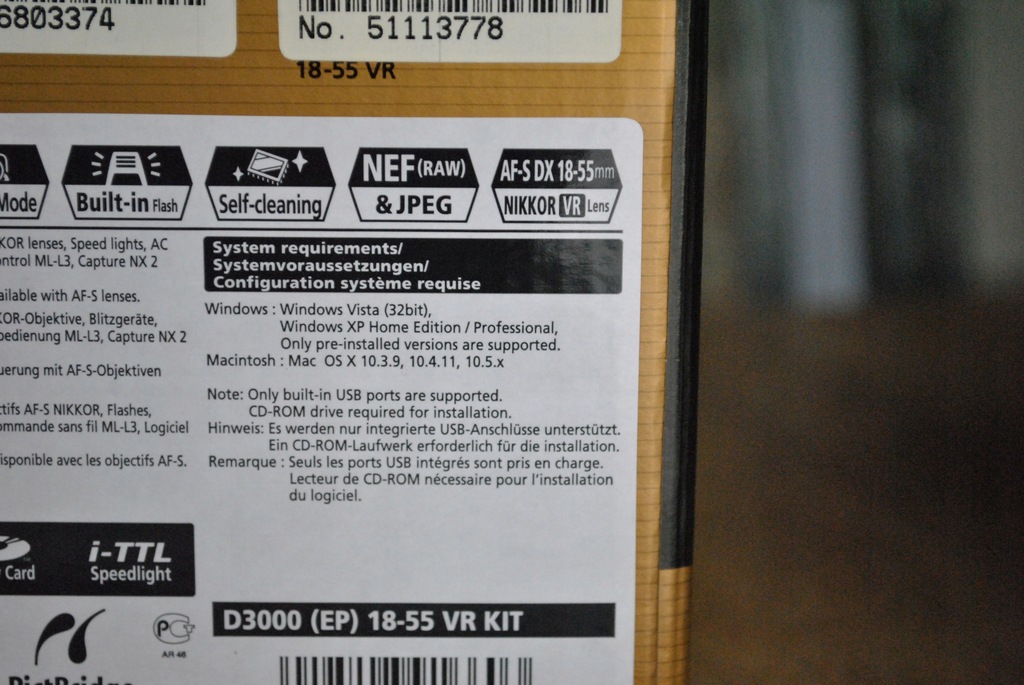 6803374
No. 51113778
18-55 VR
Mode
Built-in Flash
Self-cleaning
NEF (RAW)
& JPEG
AF-S DX 18-55mm
NIKKOR VR Lens
KOR lenses, Speed lights, AC
ntrol ML-L3, Capture NX 2
ailable with AF-S lenses.
KOR-Objektive, Blitzgeräte,
bedienung ML-L3, Capture NX 2
uerung mit AF-S-Objektiven
ctifs AF-S NIKKOR, Flashes,
ommande sans fil ML-L3, Logiciel
isponible avec les objectifs AF-S.
System requirements/
Systemvoraussetzungen/
Configuration système requise
Windows : Windows Vista (32bit),
Windows XP Home Edition / Professional,
Only pre-installed versions are supported.
Macintosh : Mac OS X 10.3.9, 10.4.11, 10.5.x
Note: Only built-in USB ports are supported.
CD-ROM drive required for installation.
Hinweis: Es werden nur integrierte USB-Anschlüsse unterstützt.
Ein CD-ROM-Laufwerk erforderlich für die installation.
Remarque : Seuls les ports USB intégrés sont pris en charge.
Lecteur de CD-ROM nécessaire pour l'installation
du logiciel.
Card
i-TTL
Speedlight
D3000 (EP) 18-55 VR KIT
PCT
AR 46
PictBridge